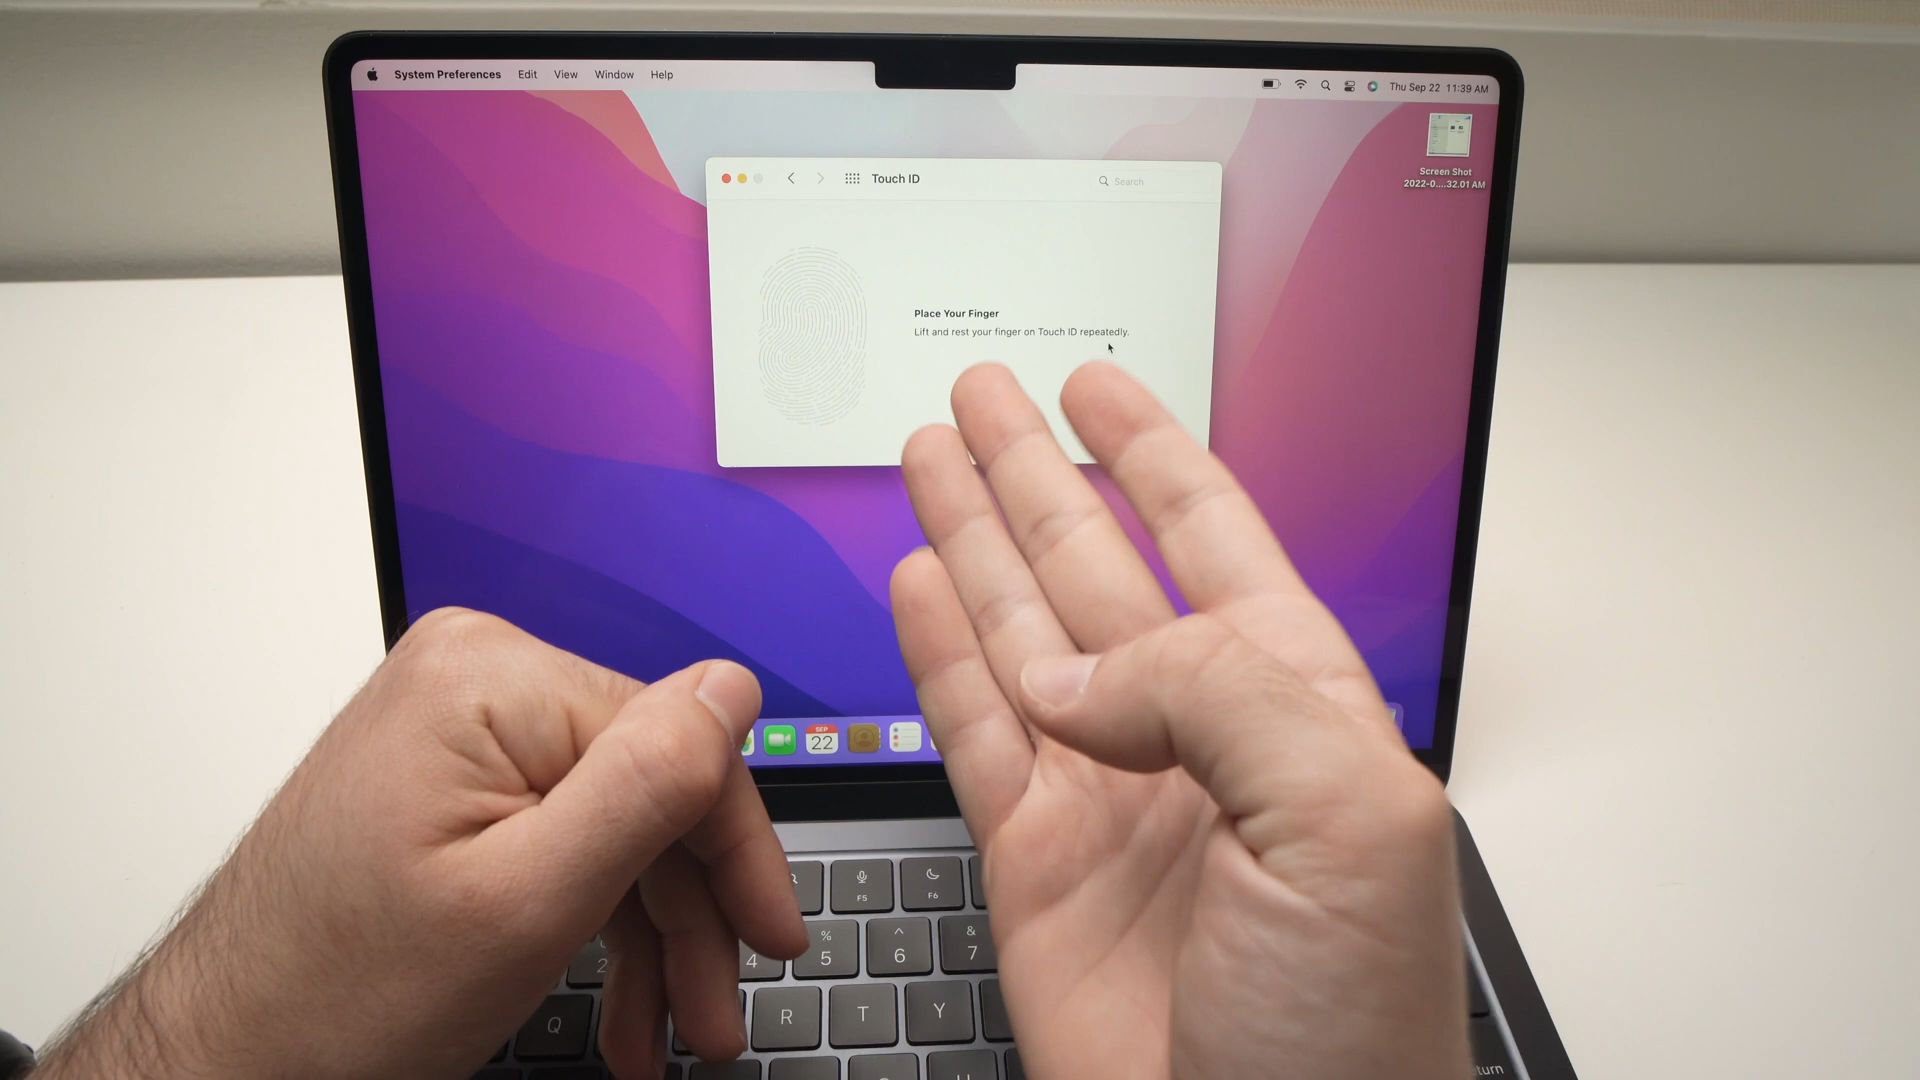 System Preferences Edit View Window Help
Thu Sep 22 11:39 AM
Screen Shot
2022-0....32.01 AM
Touch ID
Search
Place Your Finger
Lift and rest your finger on Touch ID repeatedly.
SEP
22
F5
F6
2
4
%
5
^
6
&
7
Q
R
T
Y